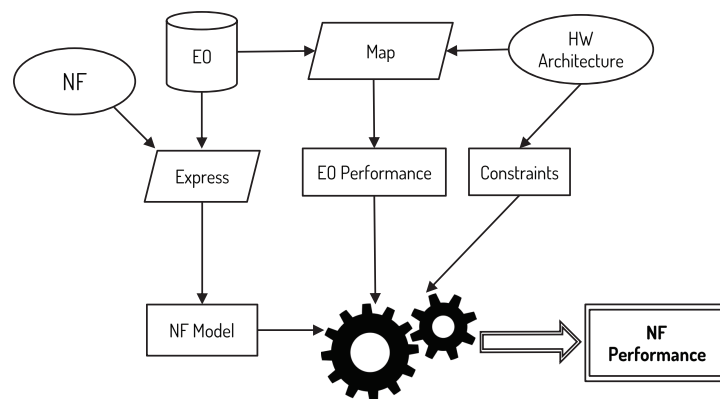 NF
EO
Map
HW
Architecture
Express
EO Performance
Constraints
NF Model
NF
Performance